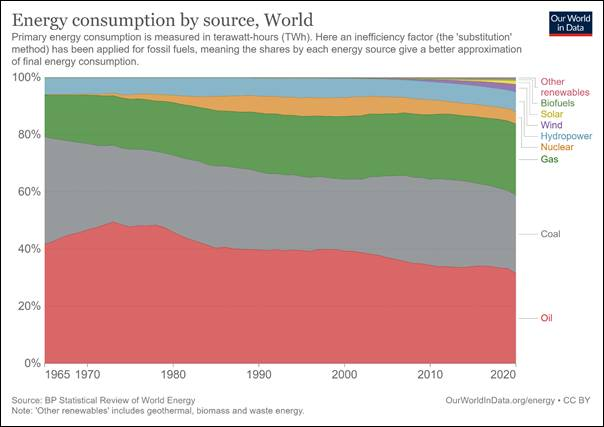 Energy consumption by source, World
Our World
in Data
Primary energy consumption is measured in terawatt-hours (TWh). Here an inefficiency factor (the 'substitution'
method) has been applied for fossil fuels, meaning the shares by each energy source give a better approximation
of final energy consumption.
100%
80%
60%
40%
20%
0%
Other
renewables
Biofuels
Solar
Wind
Hydropower
Nuclear
Gas
Coal
Oil
1965 1970 1980 1990 2000 2010 2020
Source: BP Statistical Review of World Energy
OurWorldInData.org/energy • CC BY
Note: 'Other renewables' includes geothermal, biomass and waste energy.